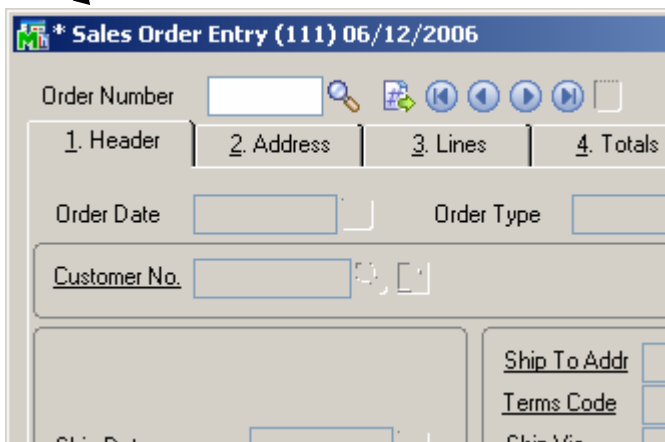 * Sales Order Entry (111) 06/12/2006
Order Number
1. Header 2. Address 3. Lines 4. Totals
Order Date Order Type
Customer No.
Ship To Addr
Terms Code
Ship Via